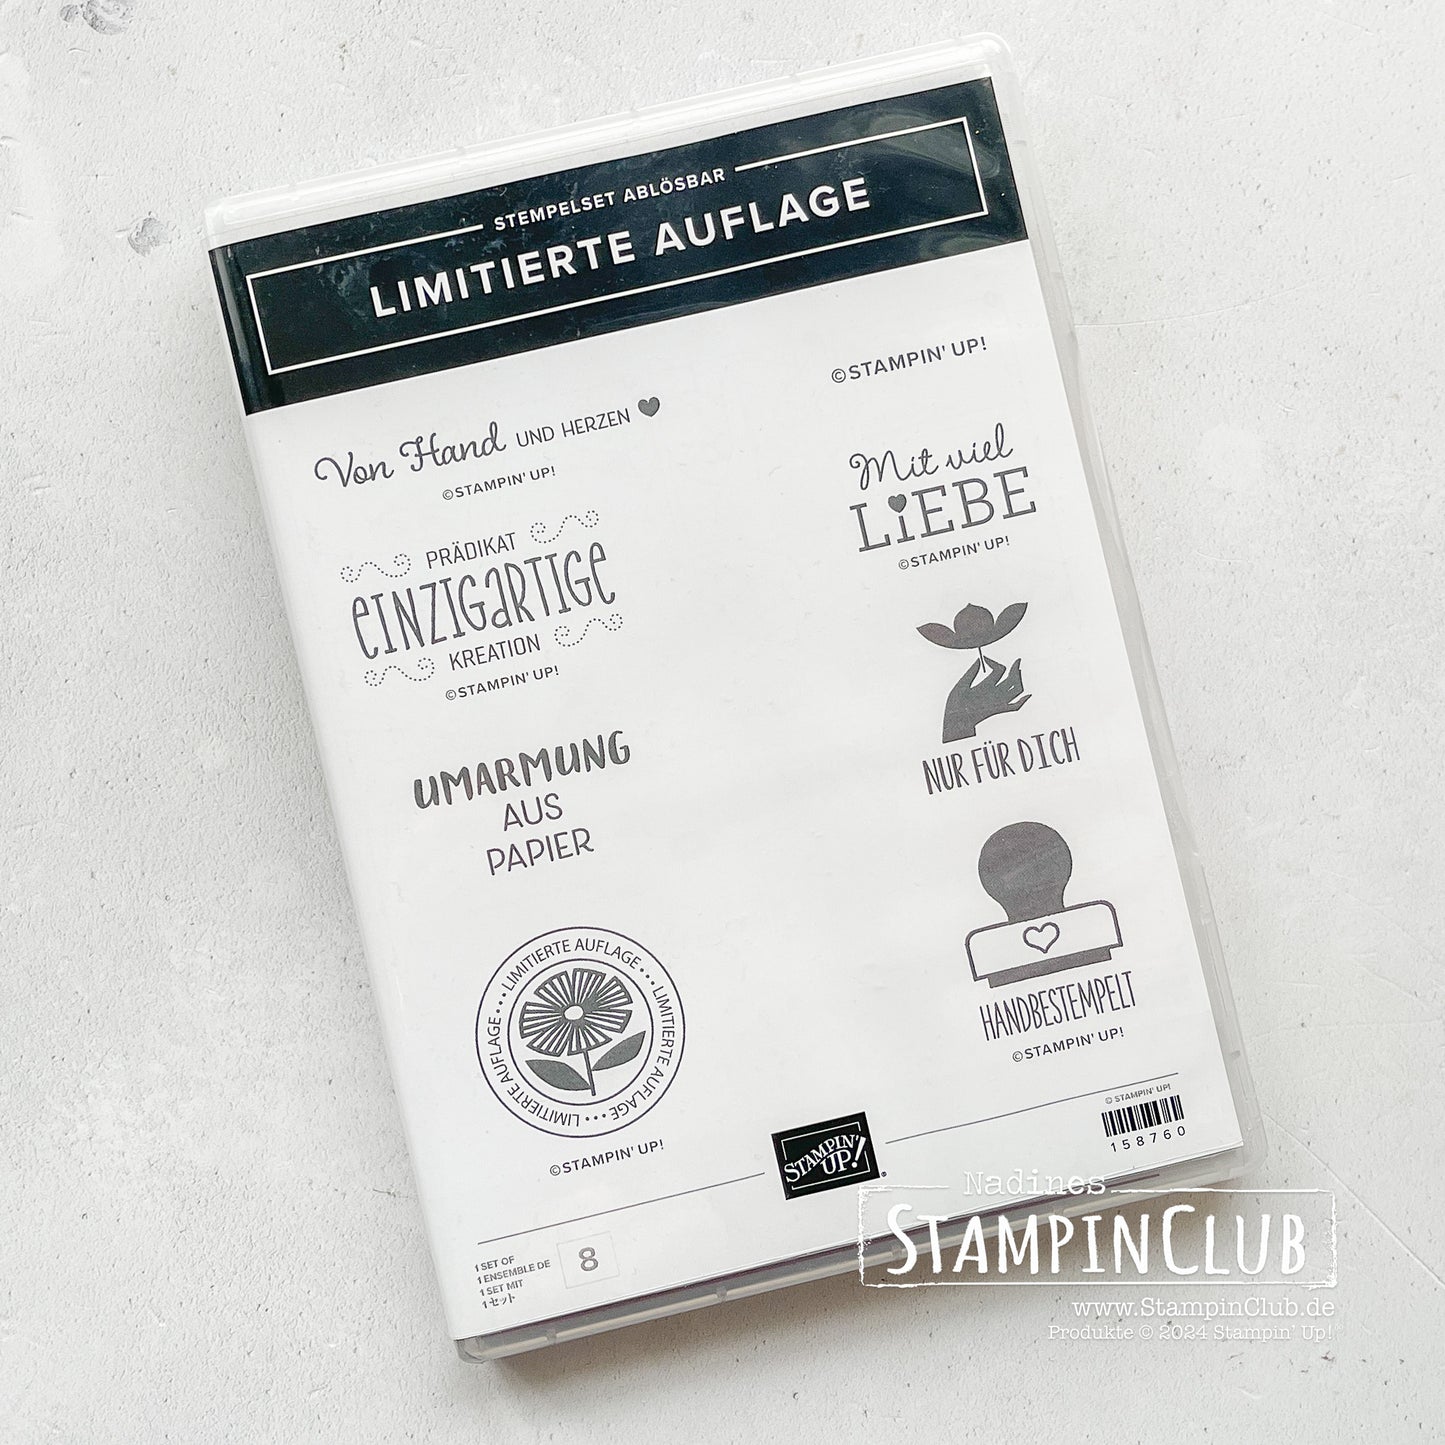 STEMPELSET ABLÖSBAR
LIMITIERTE AUFLAGE
©STAMPIN' UP!
Von Hand UND HERZEN
©STAMPIN' UP!
Mit viel
LiEBE
©STAMPIN' UP!
PRÄDIKAT
eINZIGaRTIGe
KREATION
©STAMPIN' UP!
NUR FÜR DICH
UMARMUNG
AUS
PAPIER
HANDBESTEMPELT
©STAMPIN' UP!
LIMITIERTE AUFLAGE ••• LIMITIERTE AUFLAGE ••• LIMITIERTE AUFLAGE •••
©STAMPIN' UP!
© STAMPIN' UP!
158760
STAMPIN'
UP!®
1 SET OF
1 ENSEMBLE DE
1 SET MIT
1セット
8
Nadines
STAMPINCLUB
www.StampinClub.de
Produkte © 2024 Stampin' Up!